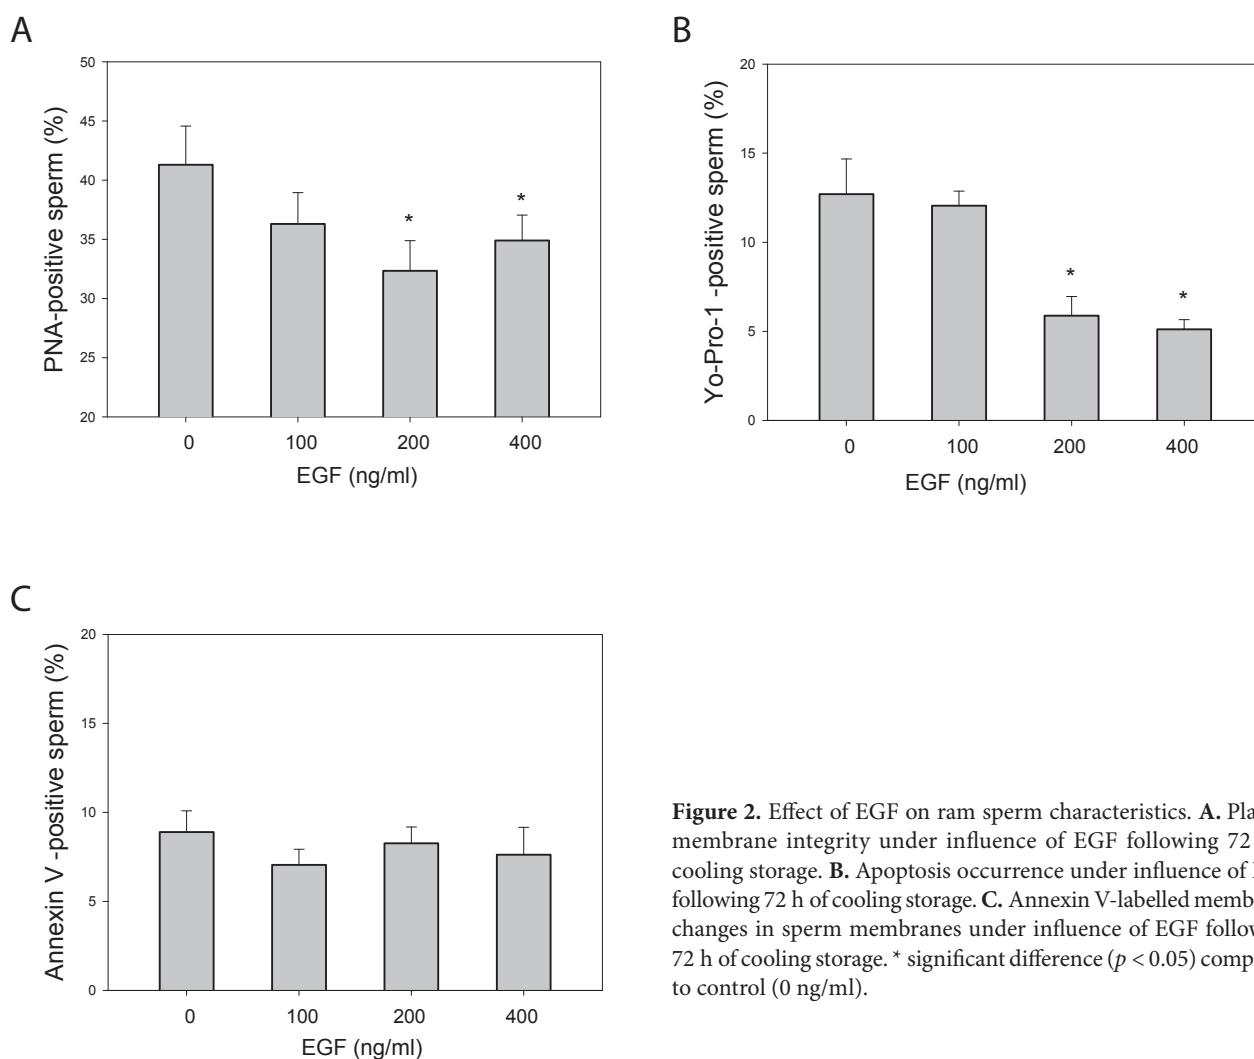 A
50
45
40
35
30
25
20
PNA-positive sperm (%)
*
*
0 100 200 400
EGF (ng/ml)
B
20
15
10
5
0
Yo-Pro-1 -positive sperm (%)
*
*
0 100 200 400
EGF (ng/ml)
C
20
15
10
5
0
Annexin V -positive sperm (%)
0 100 200 400
EGF (ng/ml)
Figure 2. Effect of EGF on ram sperm characteristics. A. Pla
membrane integrity under influence of EGF following 72
cooling storage. B. Apoptosis occurrence under influence of
following 72 h of cooling storage. C. Annexin V-labelled memb
changes in sperm membranes under influence of EGF follow
72 h of cooling storage. * significant difference (p < 0.05) comp
to control (0 ng/ml).